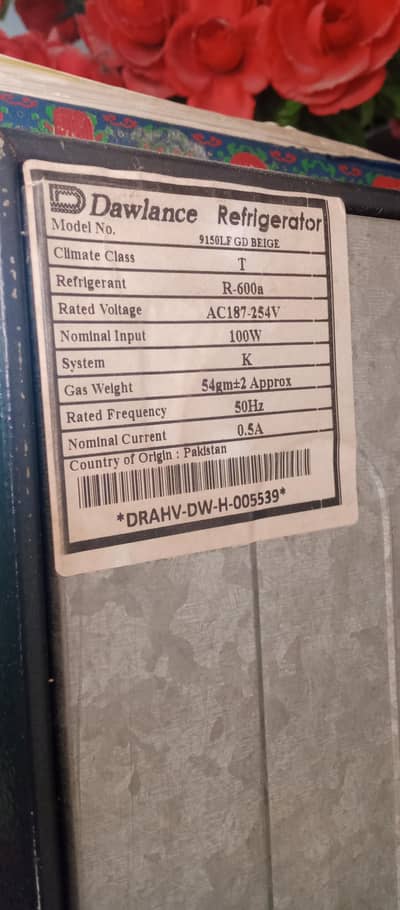 Dawlance Refrigerator
Model No. 9150LF GD BEIGE
Climate Class T
Refrigerant R-600a
Rated Voltage AC187-254V
Nominal Input 100W
System K
Gas Weight 54gm±2 Approx
Rated Frequency 50Hz
Nominal Current 0.5A
Country of Origin : Pakistan
*DRAHV-DW-H-005539*